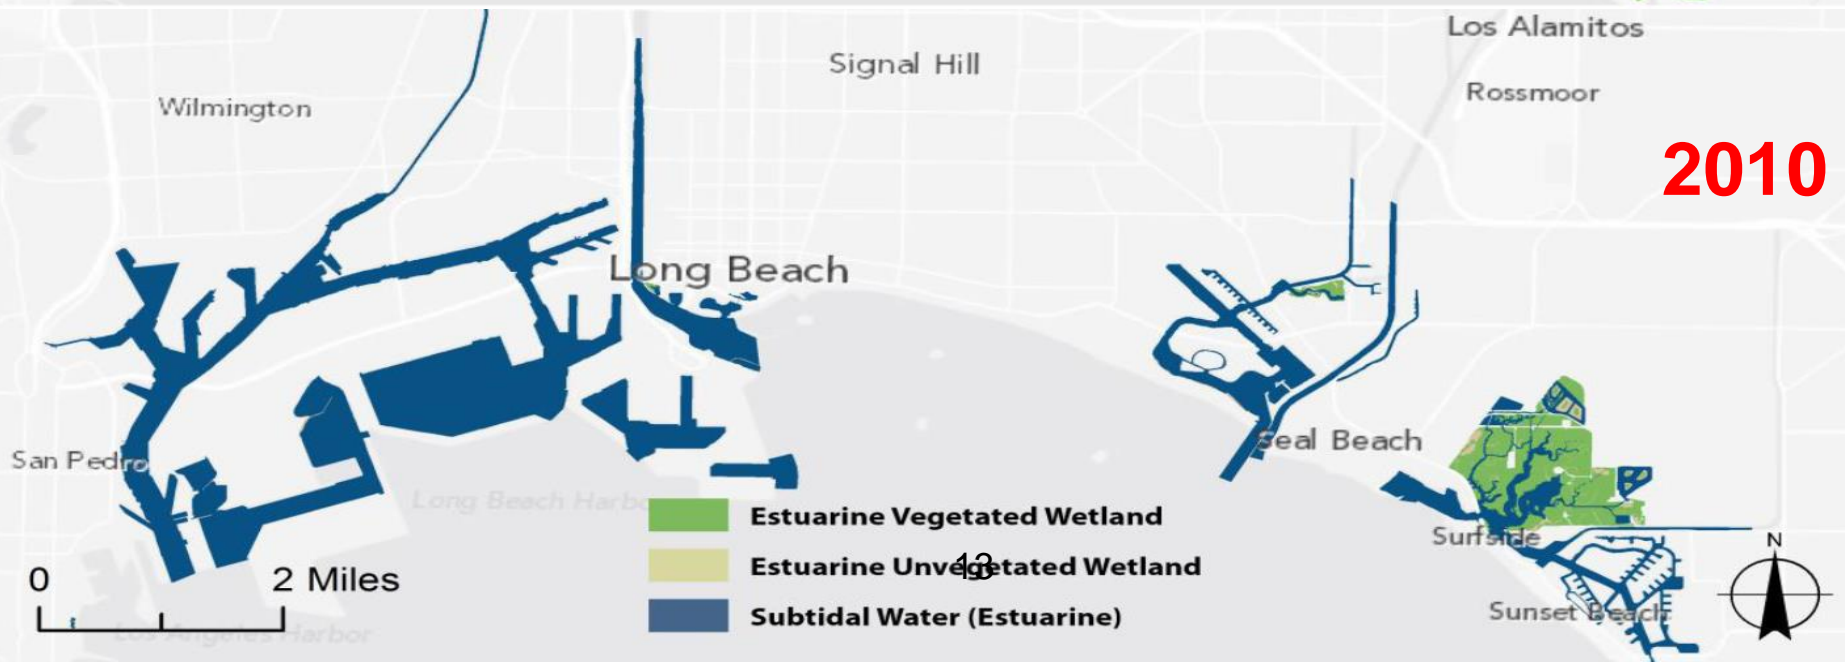 Los Alamitos
Signal Hill
Rossmoor
Wilmington
2010
Long Beach
San Pedro
Seal Beach
Long Beach Harbo
Estuarine Vegetated Wetland
Surfside
N
Estuarine Unvegetated Wetland
13
0 2 Miles
Subtidal Water (Estuarine)
Sunset Beach
Los Angeles Harbor